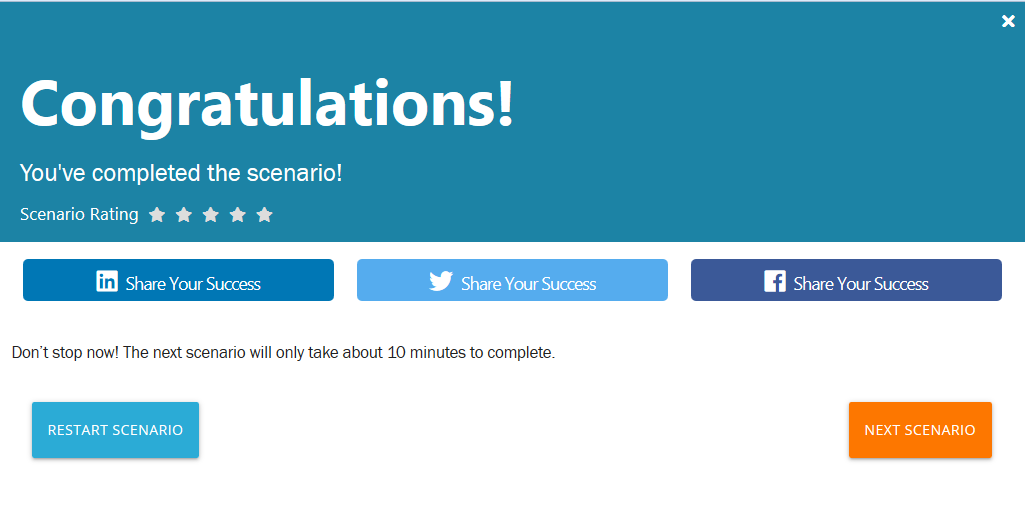 Congratulations!
You've completed the scenario!
Scenario Rating
Share Your Success
Share Your Success
Share Your Success
Don’t stop now! The next scenario will only take about 10 minutes to complete.
RESTART SCENARIO
NEXT SCENARIO